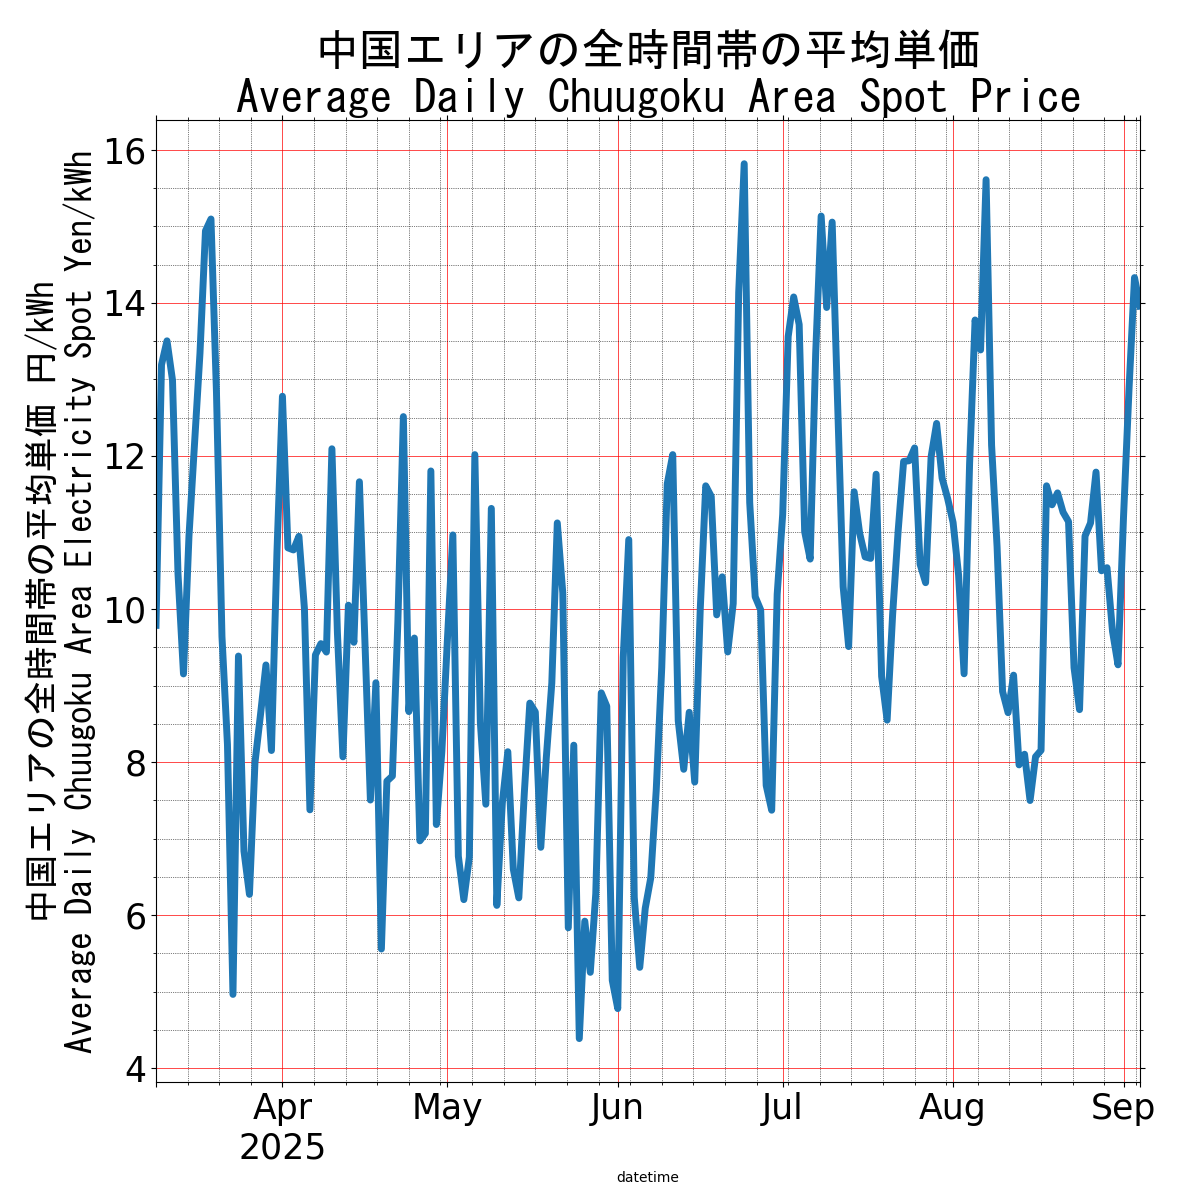 中国エリアの全時間帯の平均単価
Average Daily Chuugoku Area Spot Price
中国エリアの全時間帯の平均単価 円/kWh
Average Daily Chuugoku Area Electricity Spot Yen/kWh
16
14
12
10
8
6
4
Apr
2025
May
Jun
Jul
Aug
Sep
datetime